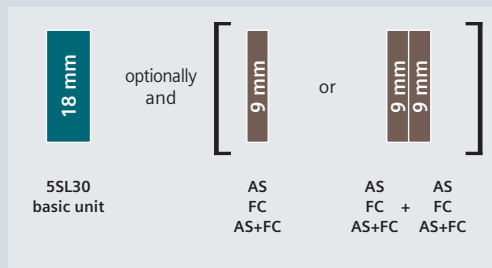 18 mm
optionally
and
9 mm
or
9 mm 9 mm
5SL30
basic unit
AS
FC
AS+FC
AS AS
FC + FC
AS+FC AS+FC